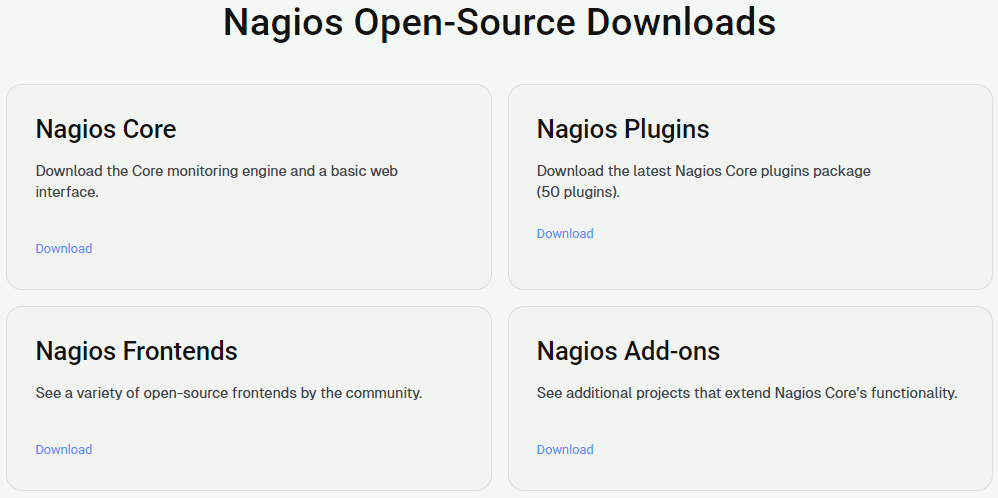 Nagios Open-Source Downloads
Nagios Core
Download the Core monitoring engine and a basic web
interface.
Download
Nagios Plugins
Download the latest Nagios Core plugins package
(50 plugins).
Download
Nagios Frontends
See a variety of open-source frontends by the community.
Download
Nagios Add-ons
See additional projects that extend Nagios Core’s functionality.
Download